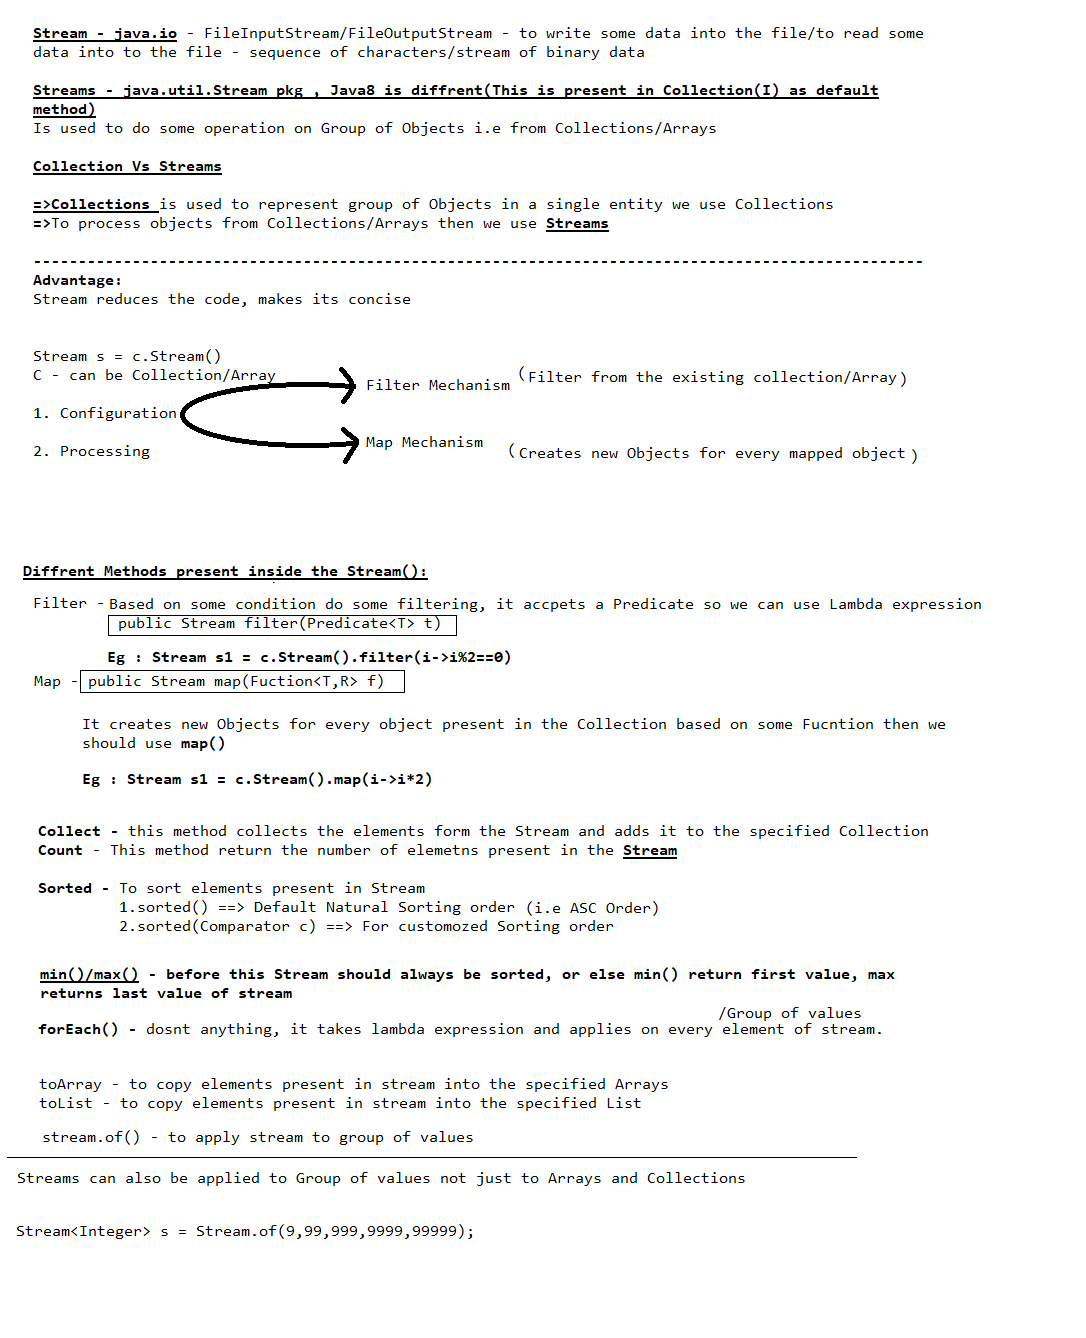 Stream - java.io - FileInputStream/FileOutputStream - to write some data into the file/to read some
data into to the file - sequence of characters/stream of binary data
Streams - java.util.Stream pkg , Java8 is diffrent(This is present in Collection(I) as default
method)
Is used to do some operation on Group of Objects i.e from Collections/Arrays
Collection Vs Streams
=>Collections is used to represent group of Objects in a single entity we use Collections
=>To process objects from Collections/Arrays then we use Streams
---------------------------------------------------------------------------------------------------
Advantage:
Stream reduces the code, makes its concise
Stream s = c.Stream()
C - can be Collection/Array
Filter Mechanism (Filter from the existing collection/Array)
1. Configuration
Map Mechanism (Creates new Objects for every mapped object)
2. Processing
Diffrent Methods present inside the Stream():
Filter - Based on some condition do some filtering, it accpets a Predicate so we can use Lambda expression
public Stream filter(Predicate<T> t)
Eg : Stream s1 = c.Stream().filter(i->i%2==0)
Map - public Stream map(Fuction<T,R> f)
It creates new Objects for every object present in the Collection based on some Fucntion then we
should use map()
Eg : Stream s1 = c.Stream().map(i->i*2)
Collect - this method collects the elements form the Stream and adds it to the specified Collection
Count - This method return the number of elemetns present in the Stream
Sorted - To sort elements present in Stream
1.sorted() ==> Default Natural Sorting order (i.e ASC Order)
2.sorted(Comparator c) ==> For customozed Sorting order
min()/max() - before this Stream should always be sorted, or else min() return first value, max
returns last value of stream
/Group of values
forEach() - dosnt anything, it takes lambda expression and applies on every element of stream.
toArray - to copy elements present in stream into the specified Arrays
toList - to copy elements present in stream into the specified List
stream.of() - to apply stream to group of values
Streams can also be applied to Group of values not just to Arrays and Collections
Stream<Integer> s = Stream.of(9,99,999,9999,99999);